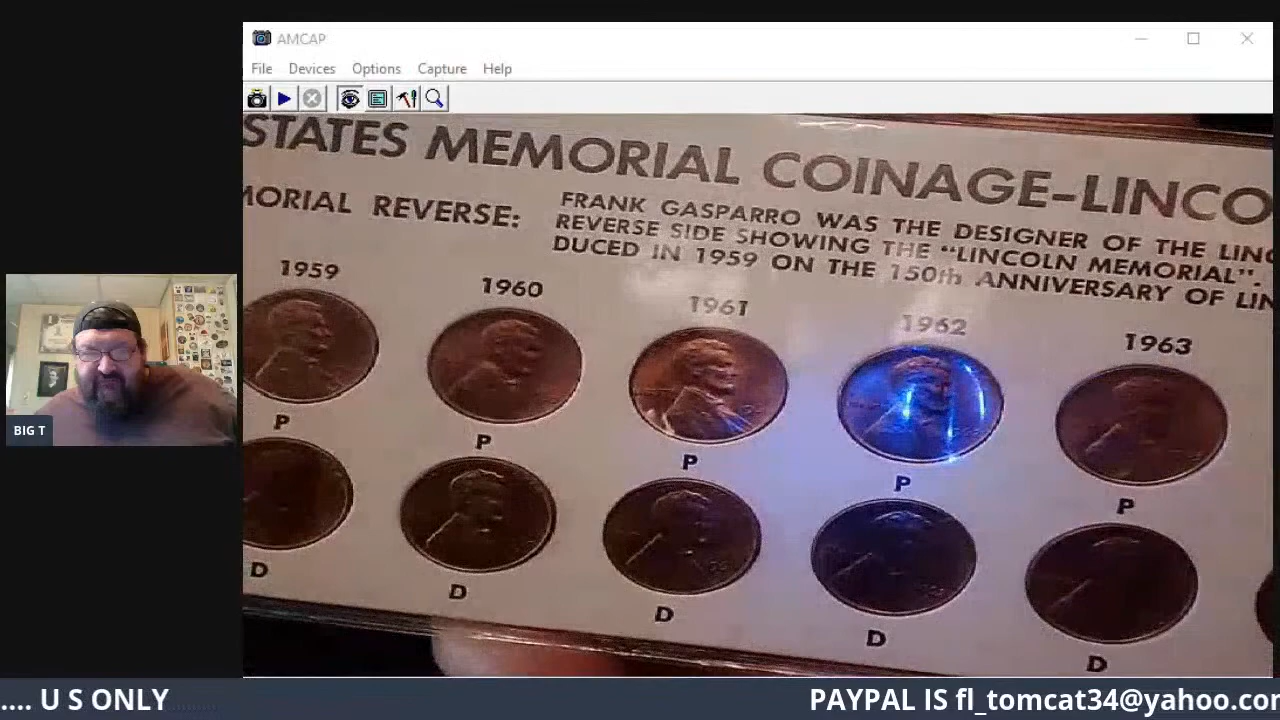 AMCAP
File Devices Options Capture Help
STATES MEMORIAL COINAGE-LINCO
MORIAL REVERSE:
FRANK GASPARRO WAS THE DESIGNER OF THE LINC
REVERSE SIDE SHOWING THE "LINCOLN MEMORIAL".
DUCED IN 1959 ON THE 150th ANNIVERSARY OF LIN
1959 1960 1961 1962 1963
P P P P P
D D D D D
BIG T
.... U S ONLY PAYPAL IS fl_tomcat34@yahoo.cor